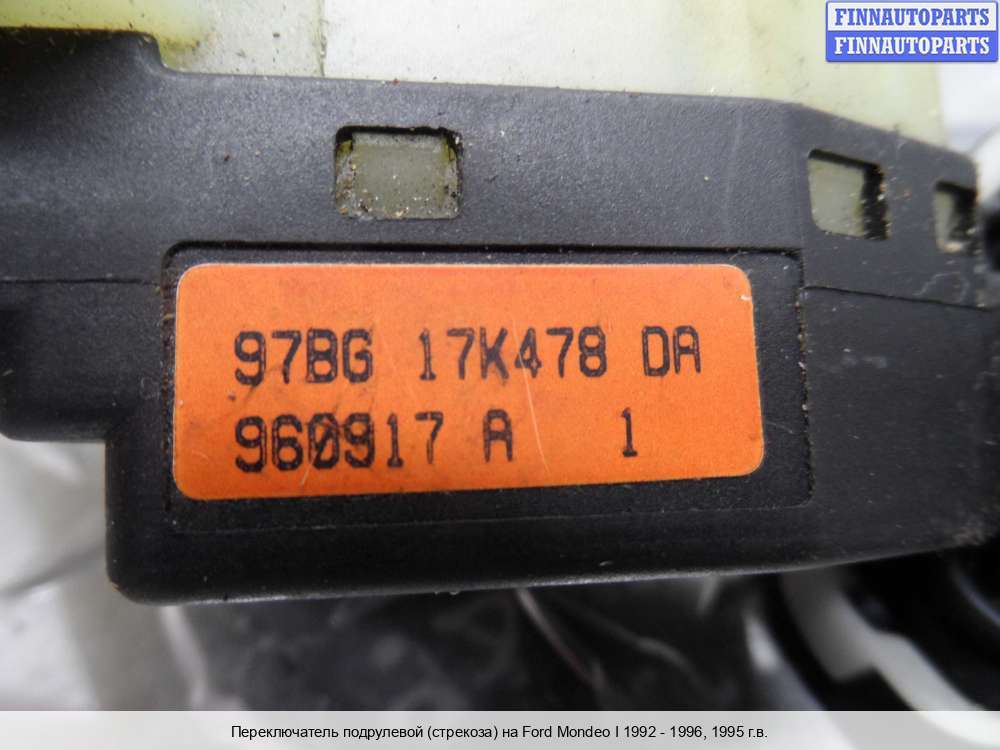 FINNAUTOPARTS
FINNAUTOPARTS
97BG 17K478 DA
960917 A 1
Переключатель подрулевой (стрекоза) на Ford Mondeo I 1992 - 1996, 1995 г.в.